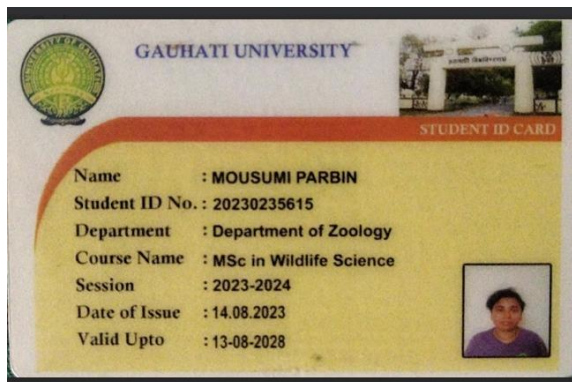 GAUHATI UNIVERSITY
STUDENT ID CARD
Name : MOUSUMI PARBIN
Student ID No. : 20230235615
Department : Department of Zoology
Course Name : MSc in Wildlife Science
Session : 2023-2024
Date of Issue : 14.08.2023
Valid Upto : 13-08-2028